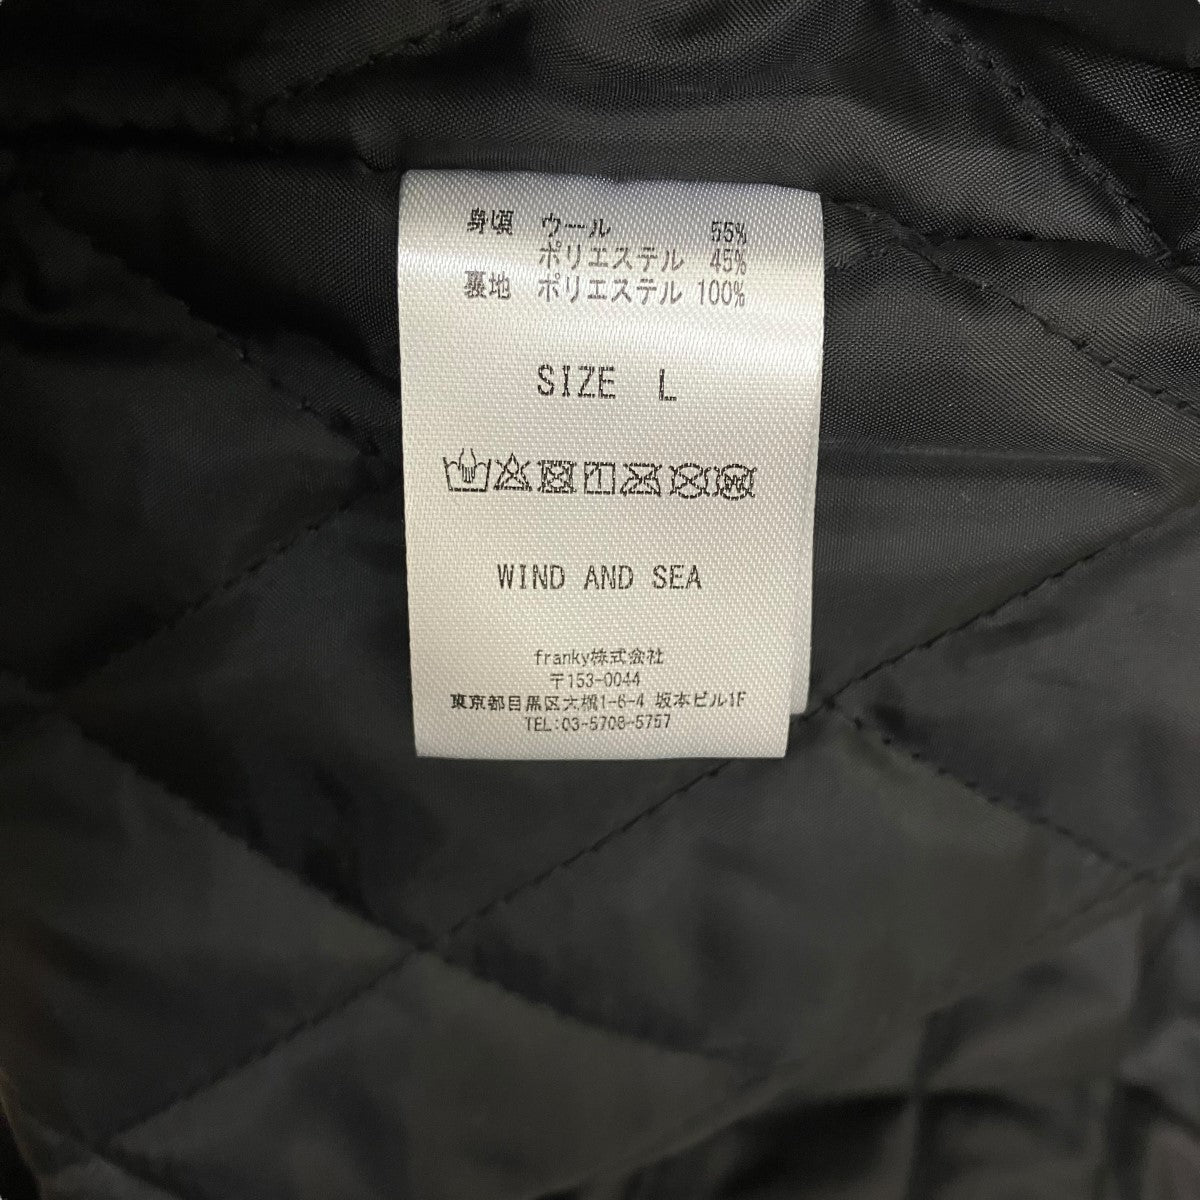 身頃 ウール 55%
ポリエステル 45%
裏地 ポリエステル 100%
SIZE L
WIND AND SEA
franky株式会社
〒153-0044
東京都目黒区大橋1-6-4 坂本ビル1F
TEL:03-5708-5757